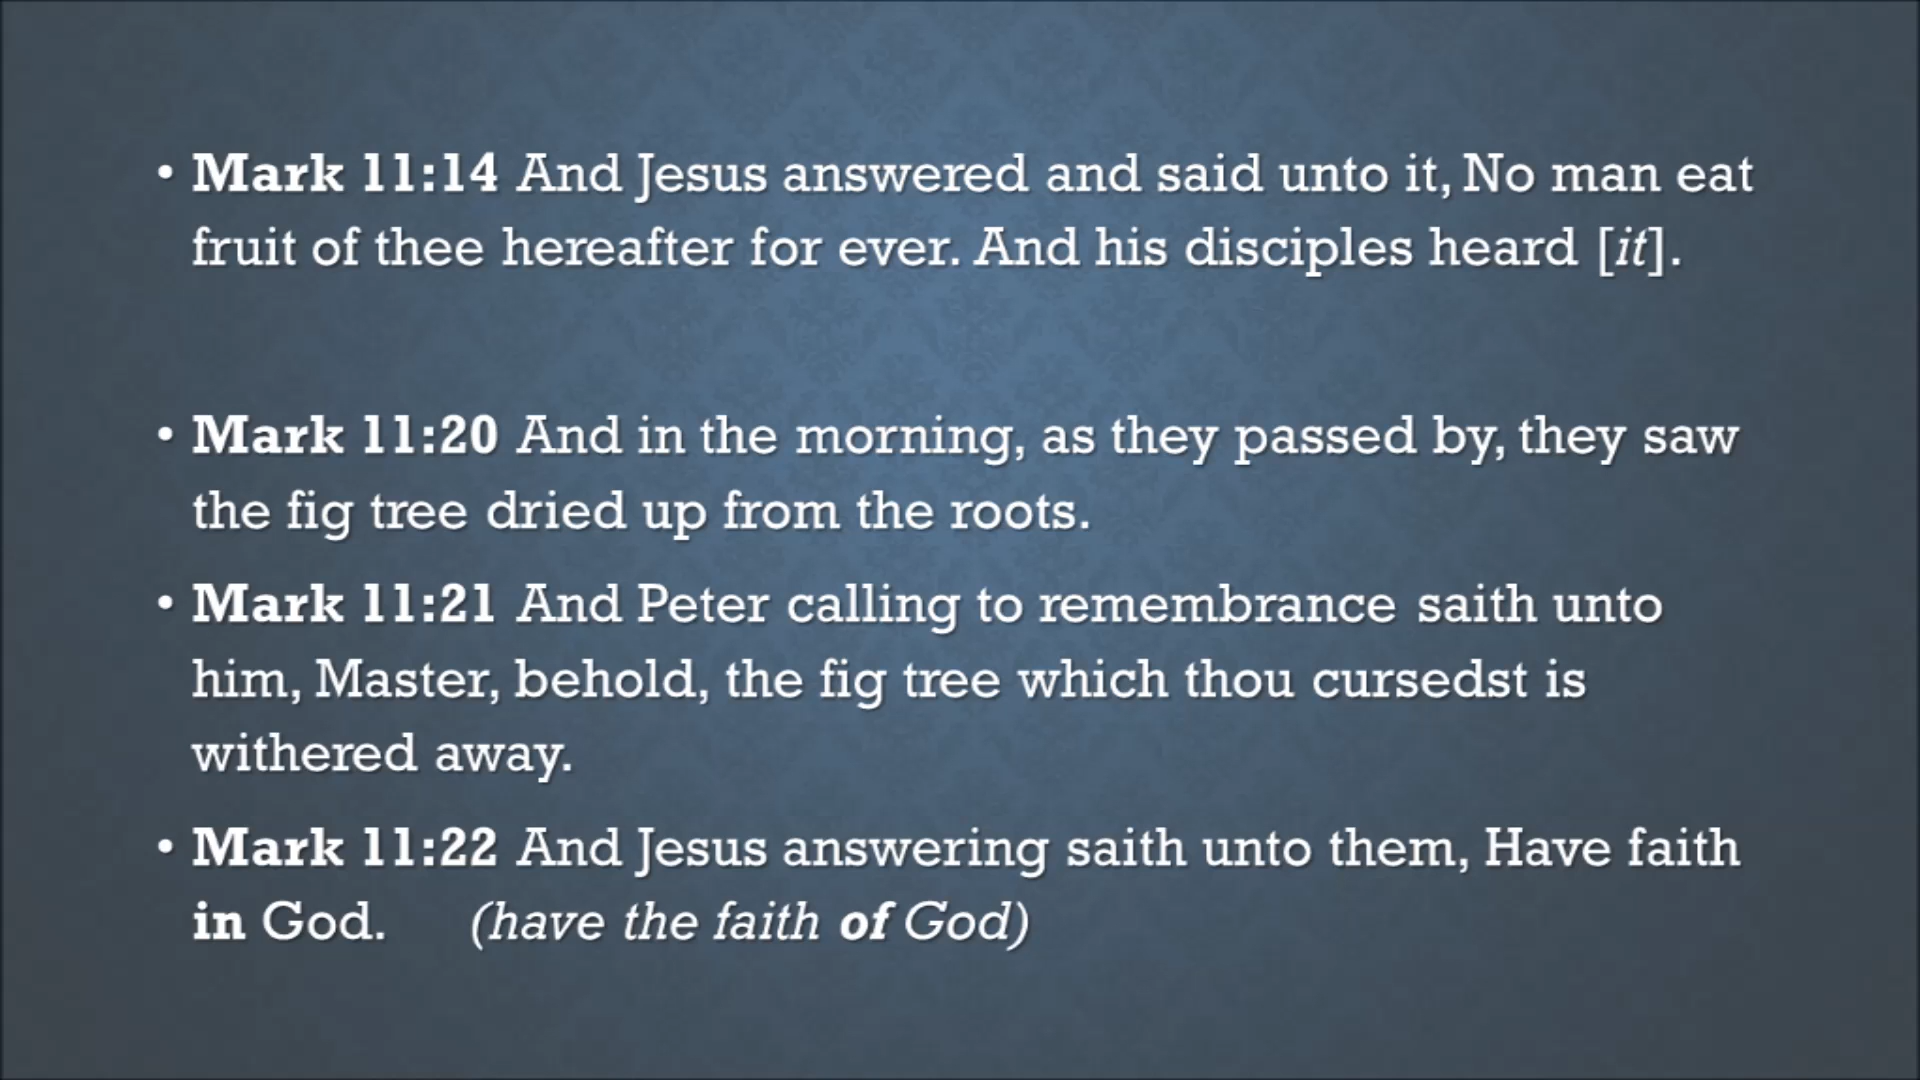 • Mark 11:14 And Jesus answered and said unto it, No man eat
fruit of thee hereafter for ever. And his disciples heard [it].
• Mark 11:20 And in the morning, as they passed by, they saw
the fig tree dried up from the roots.
• Mark 11:21 And Peter calling to remembrance saith unto
him, Master, behold, the fig tree which thou cursedst is
withered away.
• Mark 11:22 And Jesus answering saith unto them, Have faith
in God. (have the faith of God)